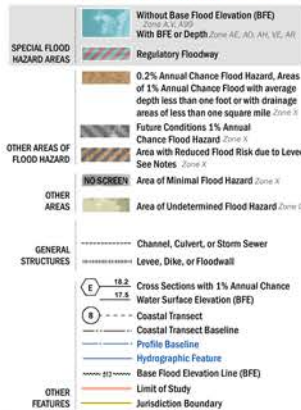 Without Base Flood Elevation (BFE)
Zone A,V, A99
With BFE or Depth Zone AE, AO, AH, VE, AR
SPECIAL FLOOD
HAZARD AREAS
Regulatory Floodway
0.2% Annual Chance Flood Hazard, Areas
of 1% Annual Chance Flood with average
depth less than one foot or with drainage
areas of less than one square mile Zone X
Future Conditions 1% Annual
Chance Flood Hazard Zone X
OTHER AREAS OF
FLOOD HAZARD
Area with Reduced Flood Risk due to Levee
See Notes Zone X
NO SCREEN Area of Minimal Flood Hazard Zone X
OTHER
AREAS
Area of Undetermined Flood Hazard Zone
GENERAL
STRUCTURES
Channel, Culvert, or Storm Sewer
Levee, Dike, or Floodwall
E 18.2 Cross Sections with 1% Annual Chance
17.5 Water Surface Elevation (BFE)
8 Coastal Transect
Coastal Transect Baseline
Profile Baseline
Hydrographic Feature
513 Base Flood Elevation Line (BFE)
OTHER
FEATURES
Limit of Study
Jurisdiction Boundary